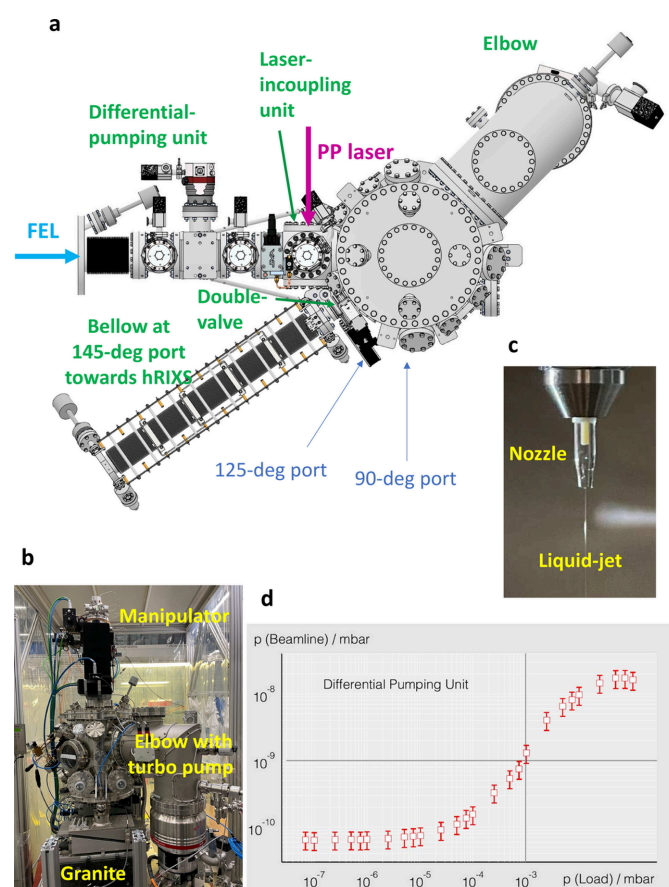 a
Elbow
Laser-
incoupling
unit
Differential-
pumping unit
PP laser
FEL
Double-
valve
Bellow at
145-deg port
towards hRIXS
125-deg port
90-deg port
c
Nozzle
Liquid-jet
b
Manipulator
Elbow with
turbo pump
Granite
d
p (Beamline) / mbar
Differential Pumping Unit
10⁻⁸
10⁻⁹
10⁻¹⁰
10⁻⁷
10⁻⁶
10⁻⁵
10⁻⁴
10⁻³
p (Load) / mbar